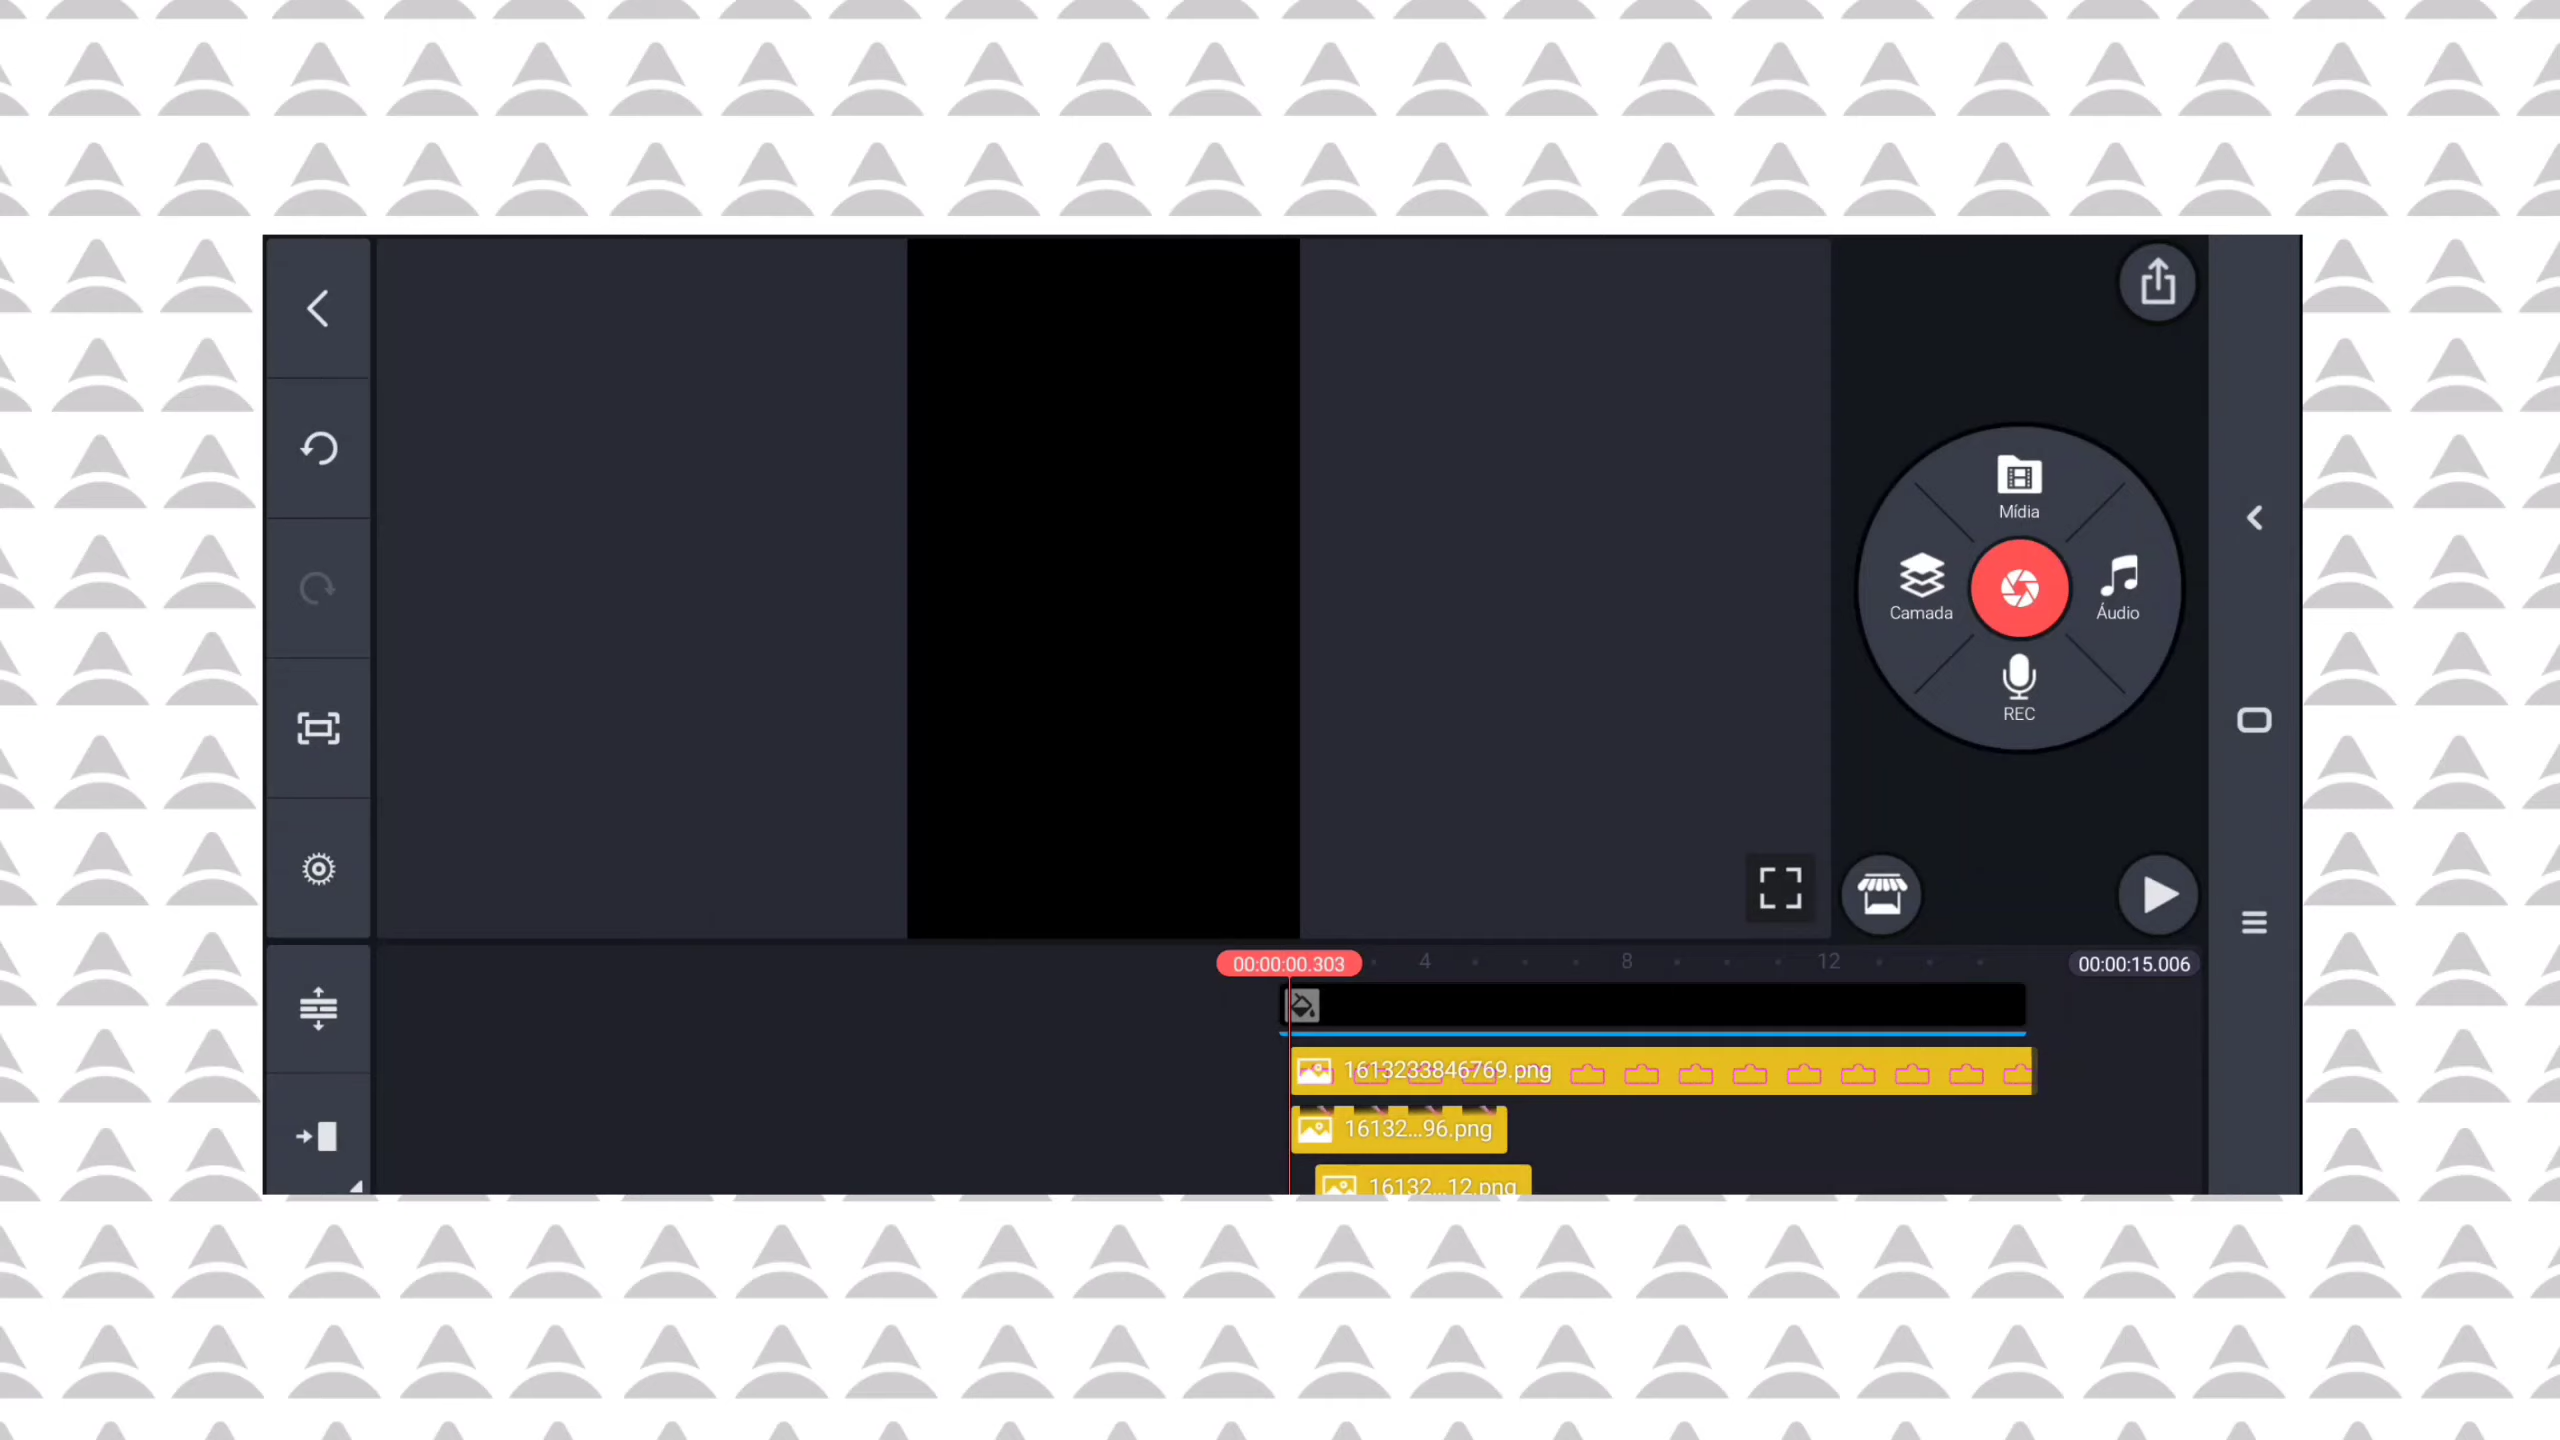 Mídia
Camada
Áudio
REC
00:00:00.303
4
8
12
00:00:15.006
1613233846769.png
16132...96.png
16132...12.png